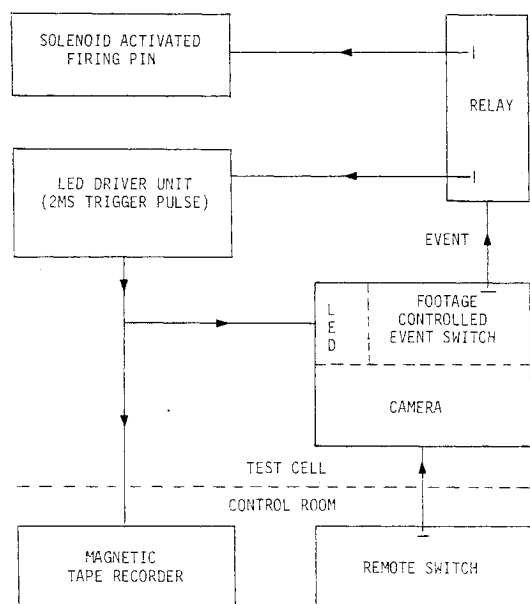 SOLENOID ACTIVATED
FIRING PIN
RELAY
LED DRIVER UNIT
(2MS TRIGGER PULSE)
EVENT
LED
FOOTAGE
CONTROLLED
EVENT SWITCH
CAMERA
TEST CELL
CONTROL ROOM
MAGNETIC
TAPE RECORDER
REMOTE SWITCH